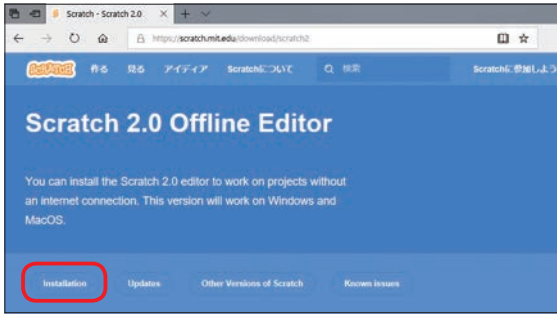 Scratch - Scratch 2.0
https://scratch.mit.edu/download/scratch2
SCRATCH 作る 見る アイディア Scratchについて 検索 Scratchに参加しよう
Scratch 2.0 Offline Editor
You can install the Scratch 2.0 editor to work on projects without
an internet connection. This version will work on Windows and
MacOS.
Installation Updates Other Versions of Scratch Known issues